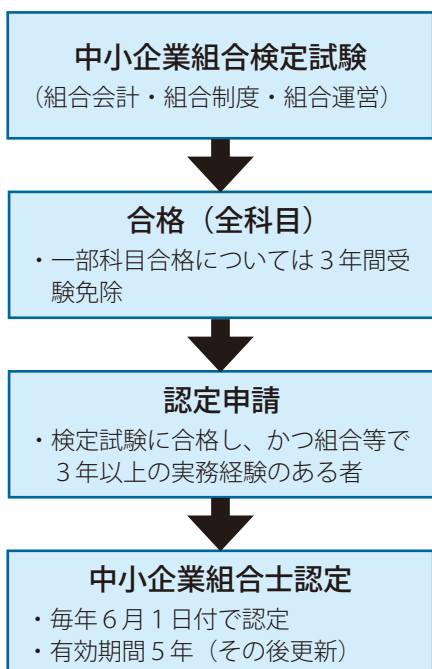 中小企業組合検定試験
（組合会計・組合制度・組合運営）
合格（全科目）
・一部科目合格については３年間受
験免除
認定申請
・検定試験に合格し、かつ組合等で
３年以上の実務経験のある者
中小企業組合士認定
・毎年６月１日付で認定
・有効期間５年（その後更新）